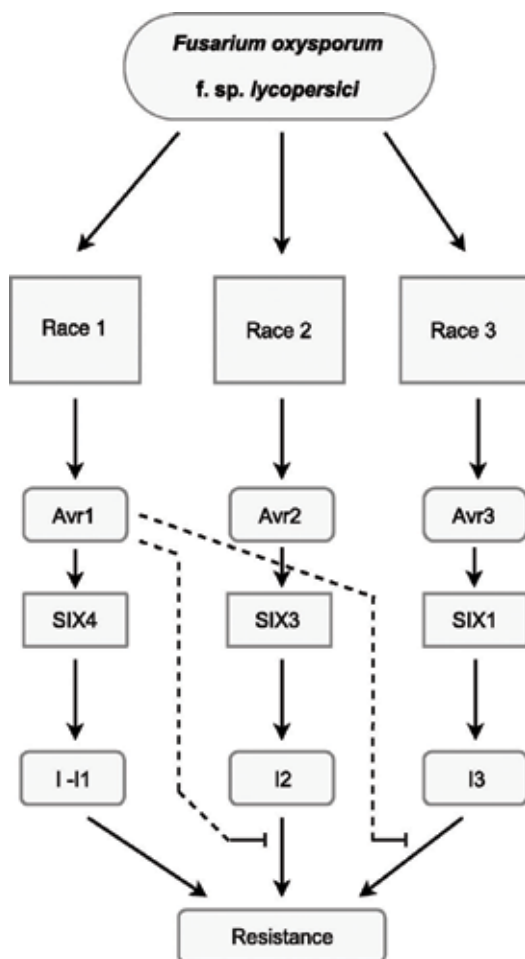 Fusarium oxysporum
f. sp. lycopersici
Race 1
Race 2
Race 3
Avr1
Avr2
Avr3
SIX4
SIX3
SIX1
I -I1
I2
I3
Resistance